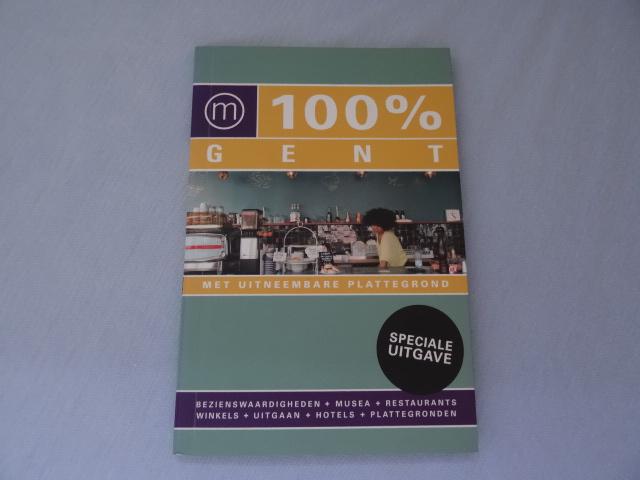 m
100%
GENT
MET UITNEEMBARE PLATTEGROND
SPECIALE
UITGAVE
BEZIENSWAARDIGHEDEN + MUSEA + RESTAURANTS
WINKELS + UITGAAN + HOTELS + PLATTEGRONDEN